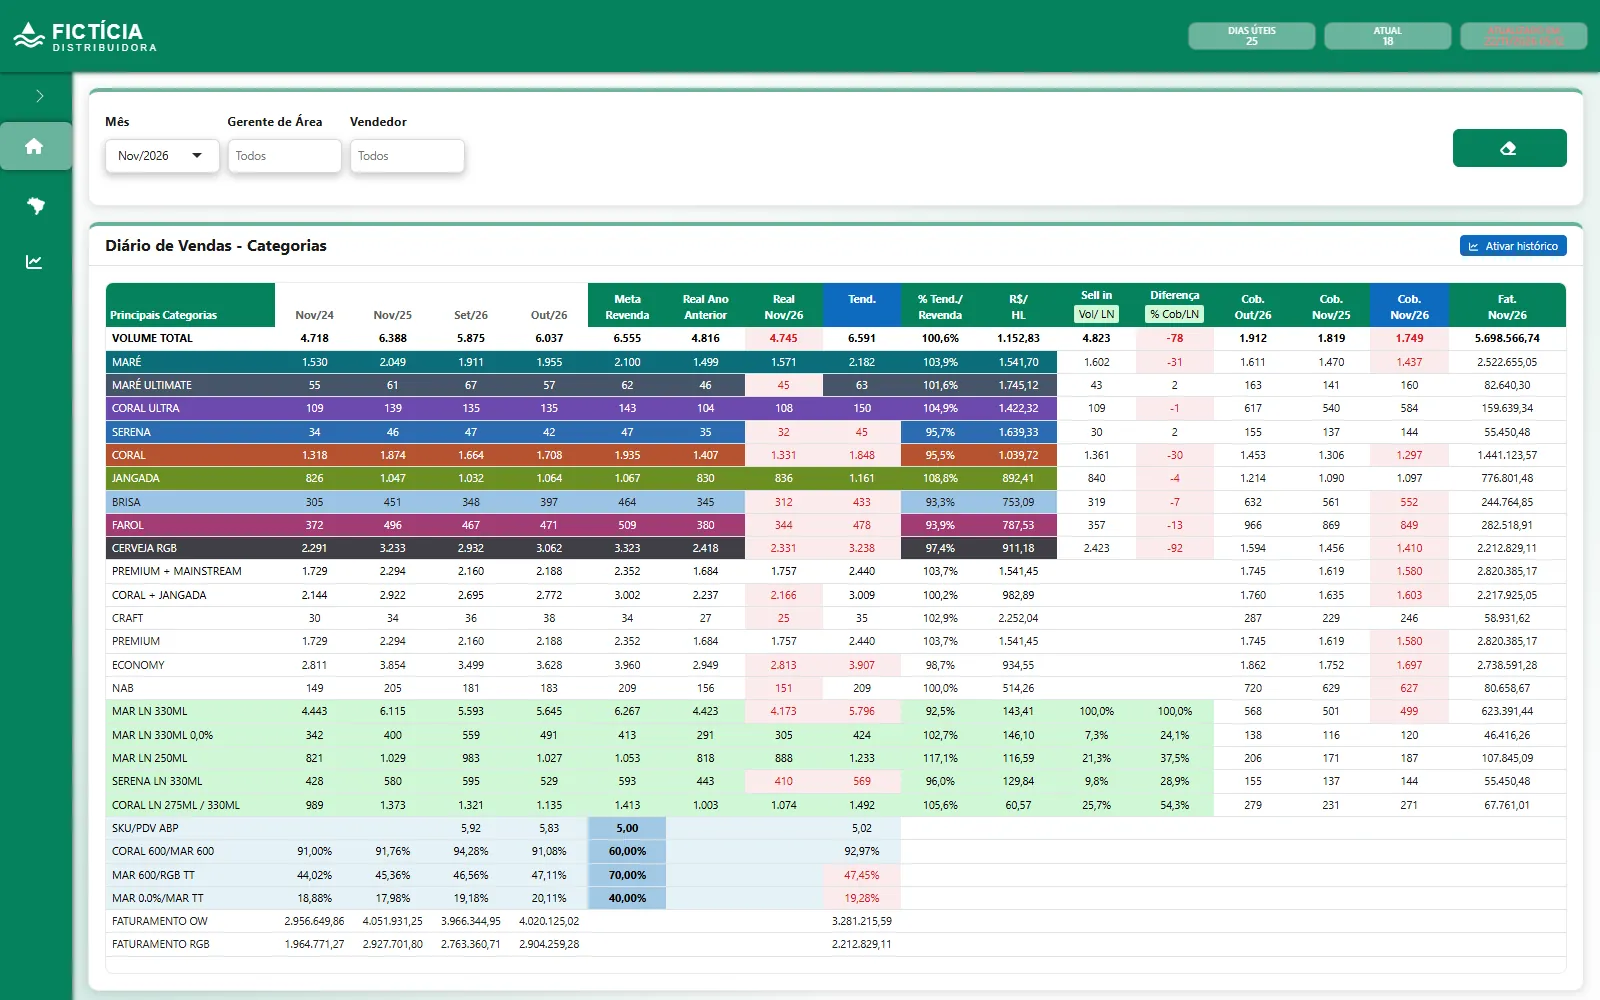 FICTÍCIA
DISTRIBUIDORA
DIAS ÚTEIS
25
ATUAL
18
Mês
Gerente de Área
Vendedor
Nov/2026
Todos
Todos
Diário de Vendas - Categorias
Ativar histórico
Principais Categorias Nov/24 Nov/25 Set/26 Out/26 Meta Revenda Real Ano Anterior Real Nov/26 Tend. % Tend./ Revenda R$/ HL Sell in Vol/ LN Diferença % Cob/LN Cob. Out/26 Cob. Nov/25 Cob. Nov/26 Fat. Nov/26
VOLUME TOTAL 4.718 6.388 5.875 6.037 6.555 4.816 4.745 6.591 100,6% 1.152,83 4.823 -78 1.912 1.819 1.749 5.698.566,74
MARÉ 1.530 2.049 1.911 1.955 2.100 1.499 1.571 2.182 103,9% 1.541,70 1.602 -31 1.611 1.470 1.437 2.522.655,05
MARÉ ULTIMATE 55 61 67 57 62 46 45 63 101,6% 1.745,12 43 2 163 141 160 82.640,30
CORAL ULTRA 109 139 135 135 143 104 108 150 104,9% 1.422,32 109 -1 617 540 584 159.639,34
SERENA 34 46 47 42 47 35 32 45 95,7% 1.639,33 30 2 155 137 144 55.450,48
CORAL 1.318 1.874 1.664 1.708 1.935 1.407 1.331 1.848 95,5% 1.039,72 1.361 -30 1.453 1.306 1.297 1.441.123,57
JANGADA 826 1.047 1.032 1.064 1.067 830 836 1.161 108,8% 892,41 840 -4 1.214 1.090 1.097 776.801,48
BRISA 305 451 348 397 464 345 312 433 93,3% 753,09 319 -7 632 561 552 244.764,85
FAROL 372 496 467 471 509 380 344 478 93,9% 787,53 357 -13 966 869 849 282.518,91
CERVEJA RGB 2.291 3.233 2.932 3.062 3.323 2.418 2.331 3.238 97,4% 911,18 2.423 -92 1.594 1.456 1.410 2.212.829,11
PREMIUM + MAINSTREAM 1.729 2.294 2.160 2.188 2.352 1.684 1.757 2.440 103,7% 1.541,45 1.745 1.619 1.580 2.820.385,17
CORAL + JANGADA 2.144 2.922 2.695 2.772 3.002 2.237 2.166 3.009 100,2% 982,89 1.760 1.635 1.603 2.217.925,05
CRAFT 30 34 36 38 34 27 25 35 102,9% 2.252,04 287 229 246 58.931,62
PREMIUM 1.729 2.294 2.160 2.188 2.352 1.684 1.757 2.440 103,7% 1.541,45 1.745 1.619 1.580 2.820.385,17
ECONOMY 2.811 3.854 3.499 3.628 3.960 2.949 2.813 3.907 98,7% 934,55 1.862 1.752 1.697 2.738.591,28
NAB 149 205 181 183 209 156 151 209 100,0% 514,26 720 629 627 80.658,67
MAR LN 330ML 4.443 6.115 5.593 5.645 6.267 4.423 4.173 5.796 92,5% 143,41 100,0% 100,0% 568 501 499 623.391,44
MAR LN 330ML 0,0% 342 400 559 491 413 291 305 424 102,7% 146,10 7,3% 24,1% 138 116 120 46.416,26
MAR LN 250ML 821 1.029 983 1.027 1.053 818 888 1.233 117,1% 116,59 21,3% 37,5% 206 171 187 107.845,09
SERENA LN 330ML 428 580 595 529 593 443 410 569 96,0% 129,84 9,8% 28,9% 155 137 144 55.450,48
CORAL LN 275ML / 330ML 989 1.373 1.321 1.135 1.413 1.003 1.074 1.492 105,6% 60,57 25,7% 54,3% 279 231 271 67.761,01
SKU/PDV ABP 5,92 5,83 5,00 5,02
CORAL 600/MAR 600 91,00% 91,76% 94,28% 91,08% 60,00% 92,97%
MAR 600/RGB TT 44,02% 45,36% 46,56% 47,11% 70,00% 47,45%
MAR 0.0%/MAR TT 18,88% 17,98% 19,18% 20,11% 40,00% 19,28%
FATURAMENTO OW 2.956.649,86 4.051.931,25 3.966.344,95 4.020.125,02 3.281.215,59
FATURAMENTO RGB 1.964.771,27 2.927.701,80 2.763.360,71 2.904.259,28 2.212.829,11